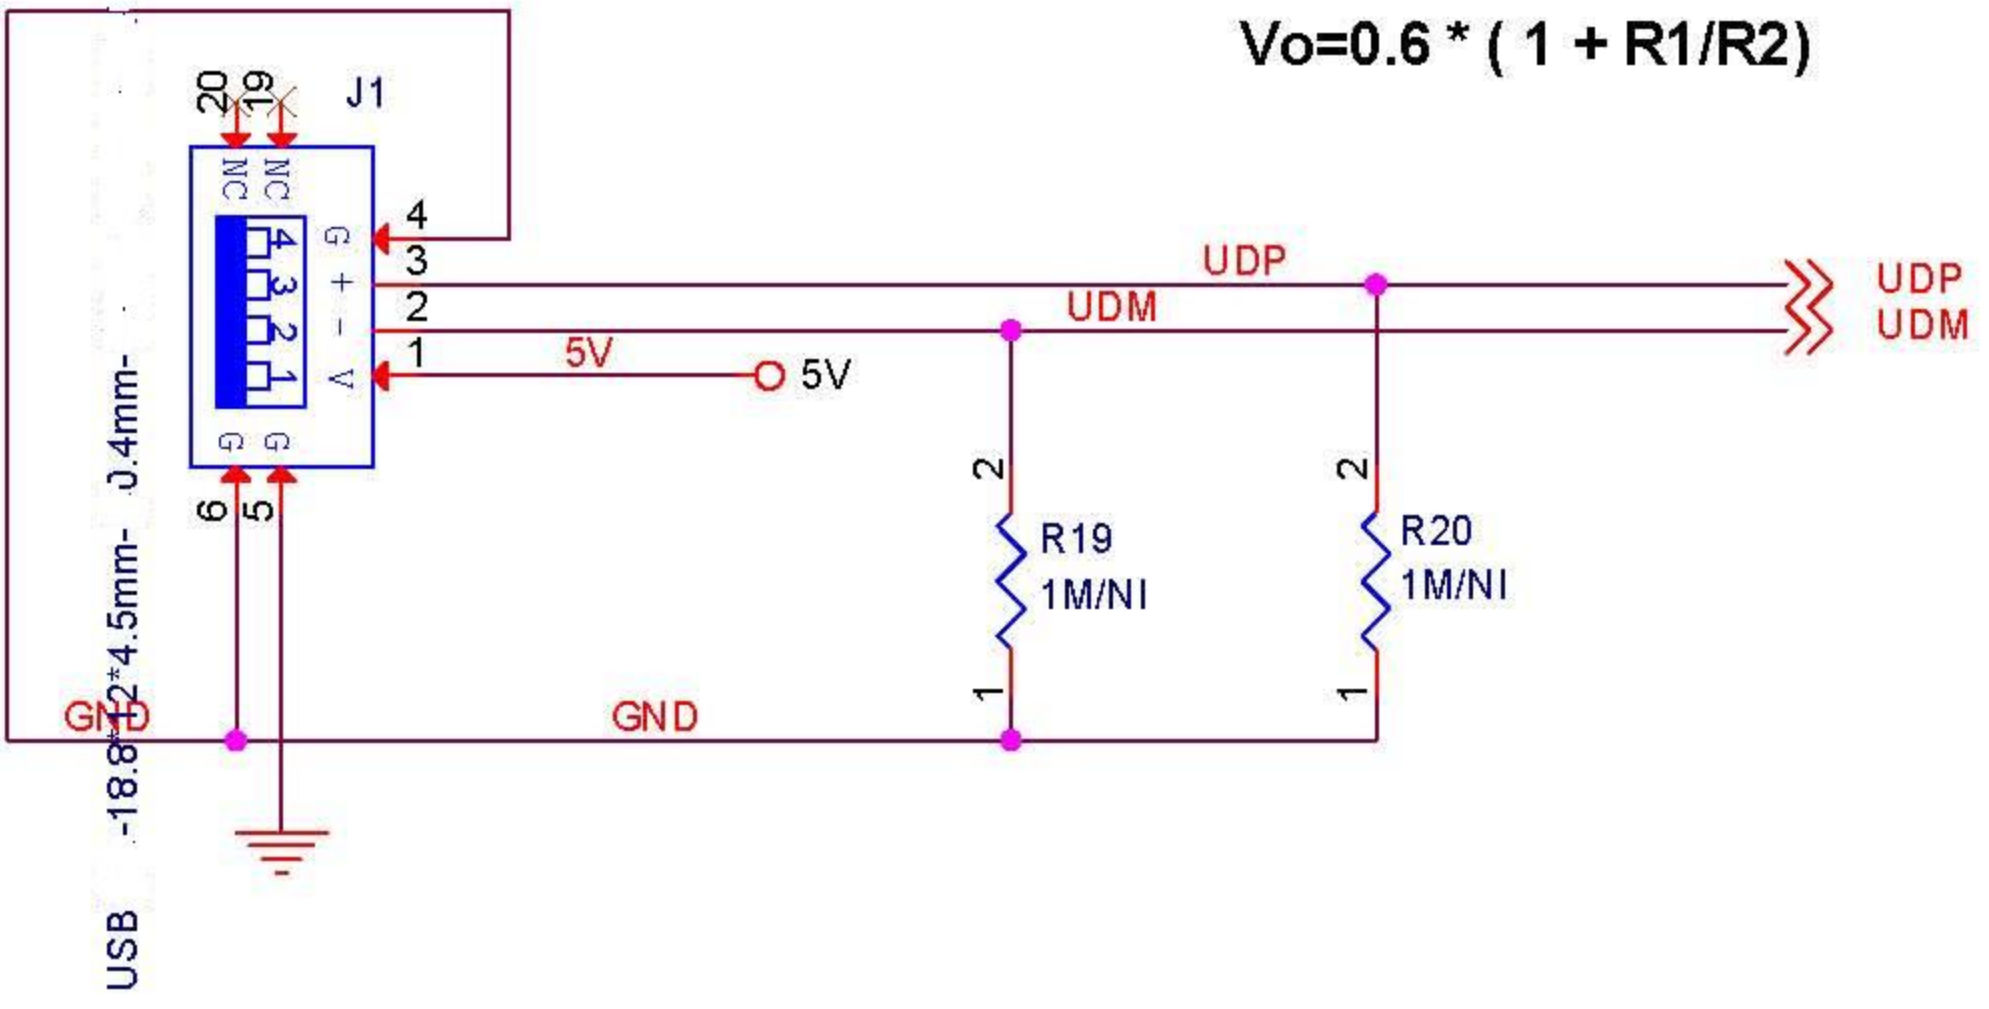 Vo=0.6 * ( 1 + R1/R2)
20
19
J1
NC
NC
4
G
4
3
+
3
UDP
UDP
2
-
2
UDM
UDM
1
V
1
5V
5V
G
G
6
5
2
2
R19
1M/NI
R20
1M/NI
1
1
GND
GND
USB -18.8*12*4.5mm- 0.4mm-